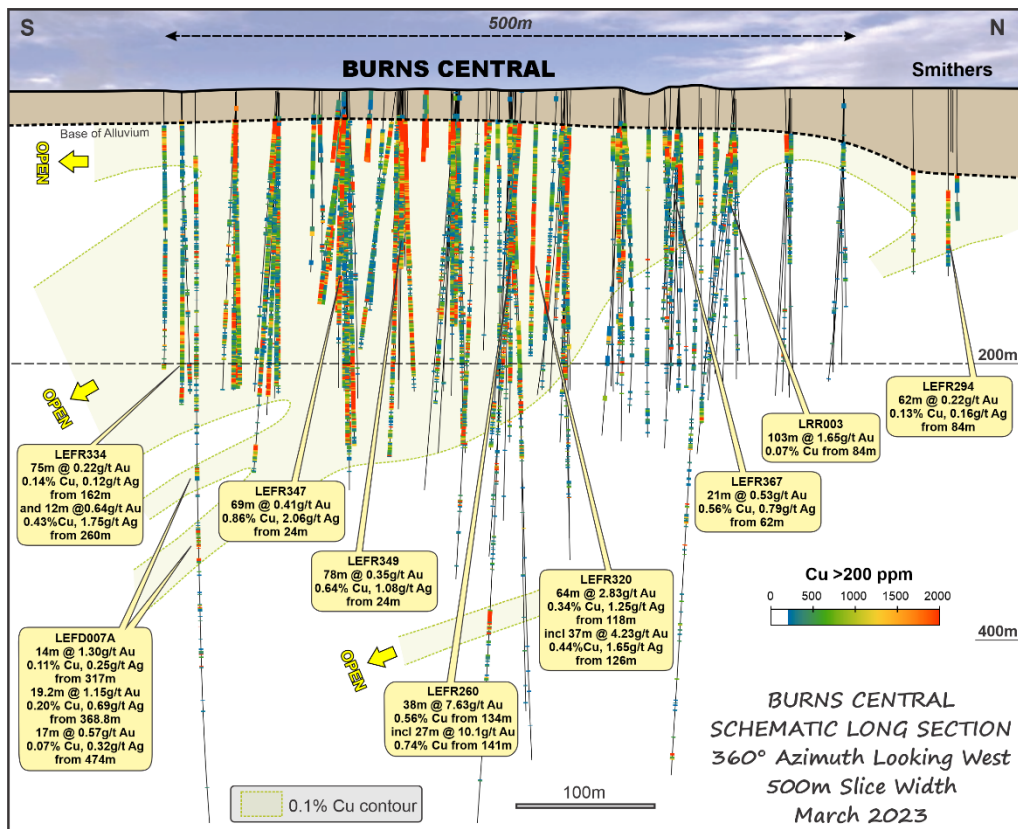 S
500m
N
BURNS CENTRAL
Smithers
Base of Alluvium
OPEN
200m
OPEN
LEFR294
62m @ 0.22g/t Au
0.13% Cu, 0.16g/t Ag
from 84m
LRR003
103m @ 1.65g/t Au
0.07% Cu from 84m
LEFR334
75m @ 0.22g/t Au
0.14% Cu, 0.12g/t Ag
from 162m
and 12m @0.64g/t Au
0.43%Cu, 1.75g/t Ag
from 260m
LEFR347
69m @ 0.41g/t Au
0.86% Cu, 2.06g/t Ag
from 24m
LEFR367
21m @ 0.53g/t Au
0.56% Cu, 0.79g/t Ag
from 62m
LEFR349
78m @ 0.35g/t Au
0.64% Cu, 1.08g/t Ag
from 24m
LEFR320
64m @ 2.83g/t Au
0.34% Cu, 1.25g/t Ag
from 118m
incl 37m @ 4.23g/t Au
0.44%Cu, 1.65g/t Ag
from 126m
Cu >200 ppm
0 500 1000 1500 2000
400m
LEFD007A
14m @ 1.30g/t Au
0.11% Cu, 0.25g/t Ag
from 317m
19.2m @ 1.15g/t Au
0.20% Cu, 0.69g/t Ag
from 368.8m
17m @ 0.57g/t Au
0.07% Cu, 0.32g/t Ag
from 474m
OPEN
LEFR260
38m @ 7.63g/t Au
0.56% Cu from 134m
incl 27m @ 10.1g/t Au
0.74% Cu from 141m
BURNS CENTRAL
SCHEMATIC LONG SECTION
360° Azimuth Looking West
500m Slice Width
March 2023
0.1% Cu contour
100m